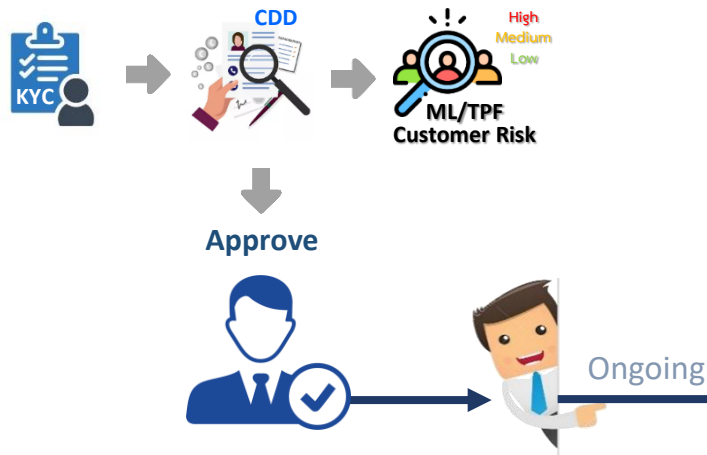 KYC
CDD
High
Medium
Low
ML/TPF
Customer Risk
Approve
Ongoing